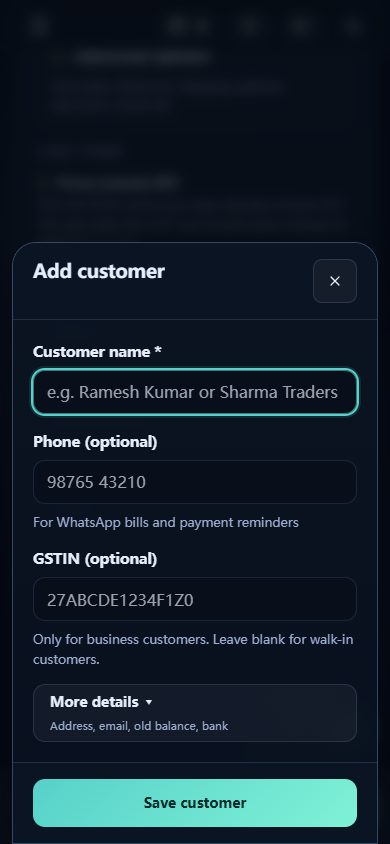 Add customer
×
Customer name *
e.g. Ramesh Kumar or Sharma Traders
Phone (optional)
98765 43210
For WhatsApp bills and payment reminders
GSTIN (optional)
27ABCDE1234F1Z0
Only for business customers. Leave blank for walk-in
customers.
More details ▾
Address, email, old balance, bank
Save customer